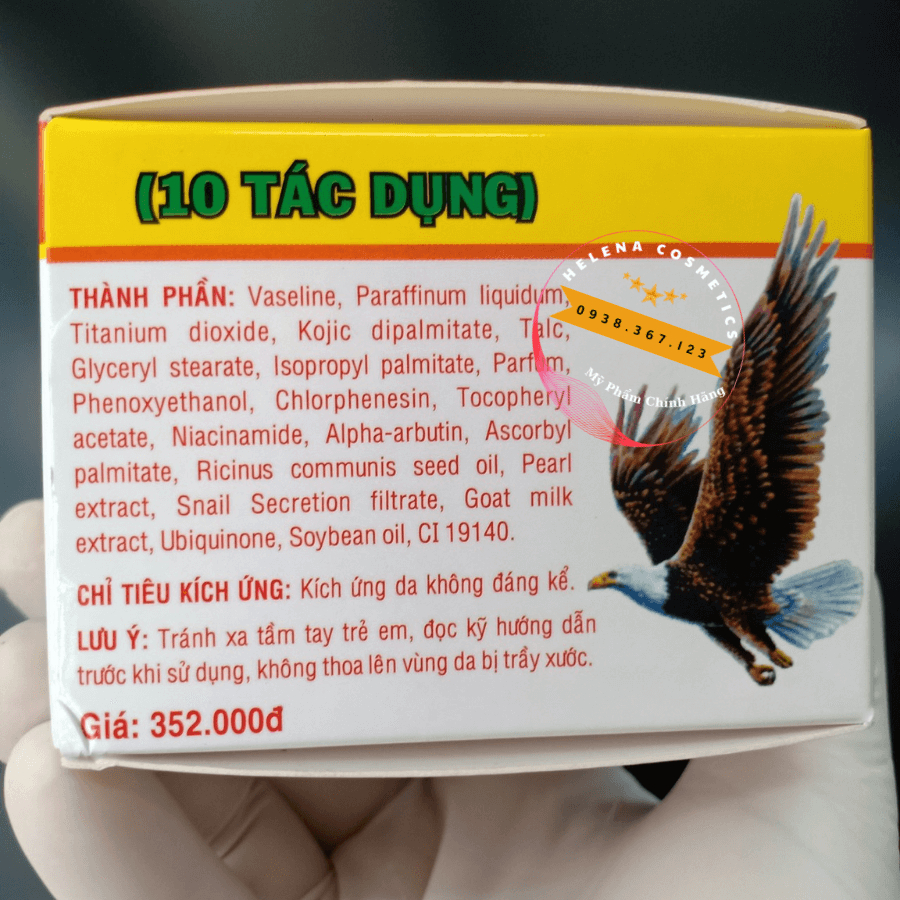 (10 TÁC DỤNG)
HELENA COSMETICS
0938.367.123
Mỹ Phẩm Chính Hãng
THÀNH PHẦN: Vaseline, Paraffinum liquidum,
Titanium dioxide, Kojic dipalmitate, Talc,
Glyceryl stearate, Isopropyl palmitate, Parfum,
Phenoxyethanol, Chlorphenesin, Tocopheryl
acetate, Niacinamide, Alpha-arbutin, Ascorbyl
palmitate, Ricinus communis seed oil, Pearl
extract, Snail Secretion filtrate, Goat milk
extract, Ubiquinone, Soybean oil, CI 19140.
CHỈ TIÊU KÍCH ỨNG: Kích ứng da không đáng kể.
LƯU Ý: Tránh xa tầm tay trẻ em, đọc kỹ hướng dẫn
trước khi sử dụng, không thoa lên vùng da bị trầy xước.
Giá: 352.000đ